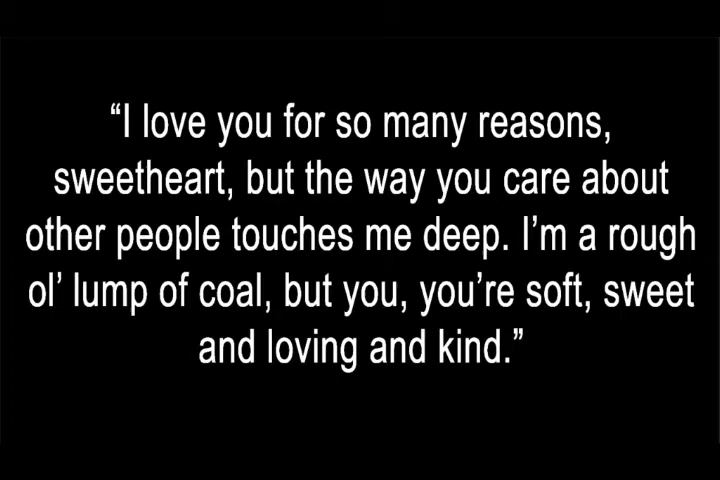 “I love you for so many reasons,
sweetheart, but the way you care about
other people touches me deep. I’m a rough
ol’ lump of coal, but you, you’re soft, sweet
and loving and kind.”